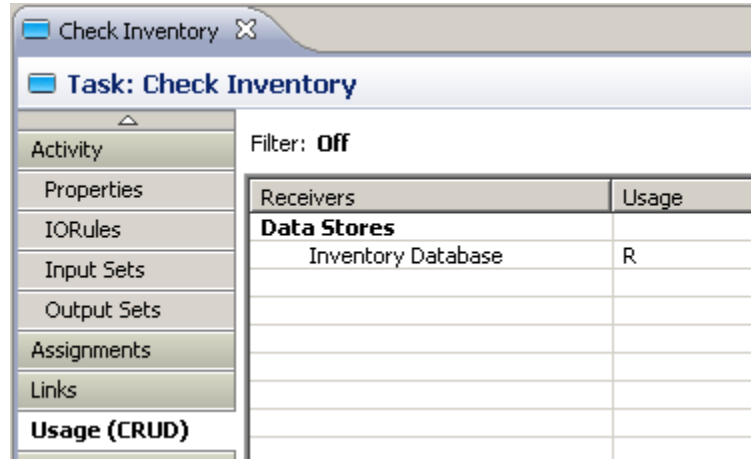 Check Inventory
Task: Check Inventory
Activity
Properties
IORules
Input Sets
Output Sets
Assignments
Links
Usage (CRUD)
Filter: Off
Receivers Usage
Data Stores
Inventory Database R